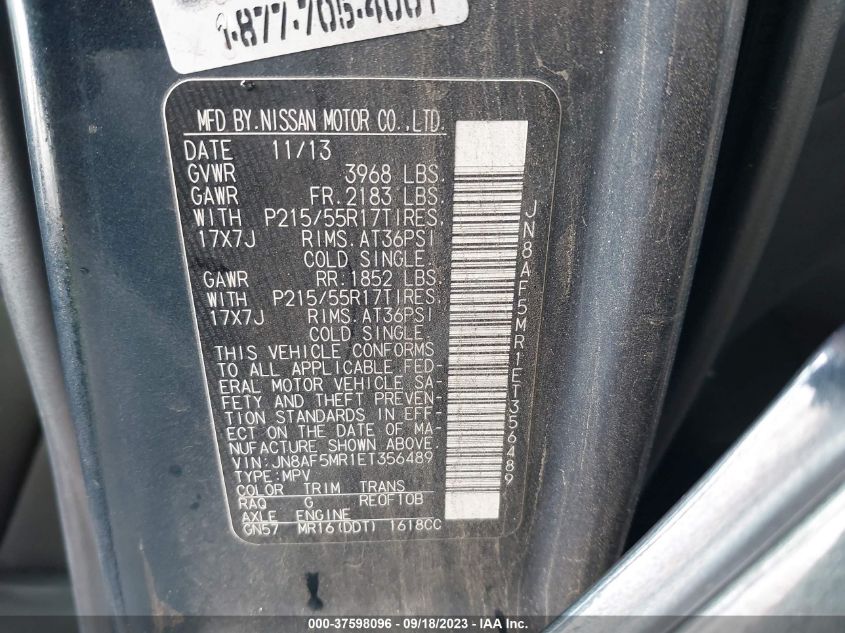 1-877-706-4001
MFD BY.NISSAN MOTOR CO.,LTD.
DATE 11/13
GVWR 3968 LBS.
GAWR FR.2183 LBS.
WITH P215/55R17TIRES.
17X7J RIMS.AT36PSI
COLD SINGLE.
GAWR RR.1852 LBS.
WITH P215/55R17TIRES.
17X7J RIMS.AT36PSI
COLD SINGLE.
THIS VEHICLE CONFORMS
TO ALL APPLICABLE FED-
ERAL MOTOR VEHICLE SA-
FETY AND THEFT PREVEN-
TION STANDARDS IN EFF-
ECT ON THE DATE OF MA-
NUFACTURE SHOWN ABOVE.
VIN:JN8AF5MR1ET356489
TYPE:MPV
COLOR TRIM TRANS
RAQ G RE0F10B
AXLE ENGINE
GN57 MR16(DDT) 1618CC
JN8AF5MR1ET356489
000-37598096 - 09/18/2023 - IAAI.COM